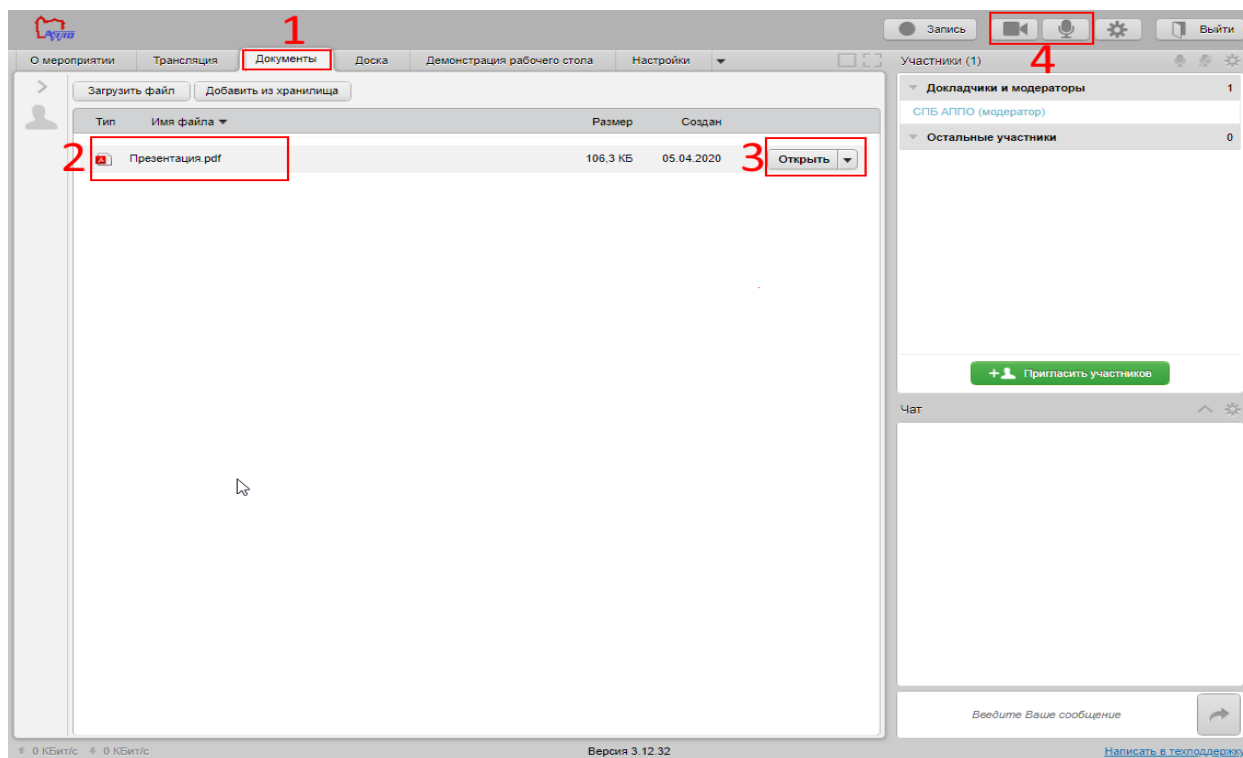 Аппо
1
Запись
Выйти
4
О мероприятии Трансляция Документы Доска Демонстрация рабочего стола Настройки
Участники (1)
Загрузить файл Добавить из хранилища
Докладчики и модераторы 1
СПБ АППО (модератор)
Остальные участники 0
Тип Имя файла Размер Создан
2 Презентация.pdf 106,3 КБ 05.04.2020 3 Открыть
Пригласить участников
Чат
Введите Ваше сообщение
0 КБит/с 0 КБит/с Версия 3.12.32 Написать в техподдержку